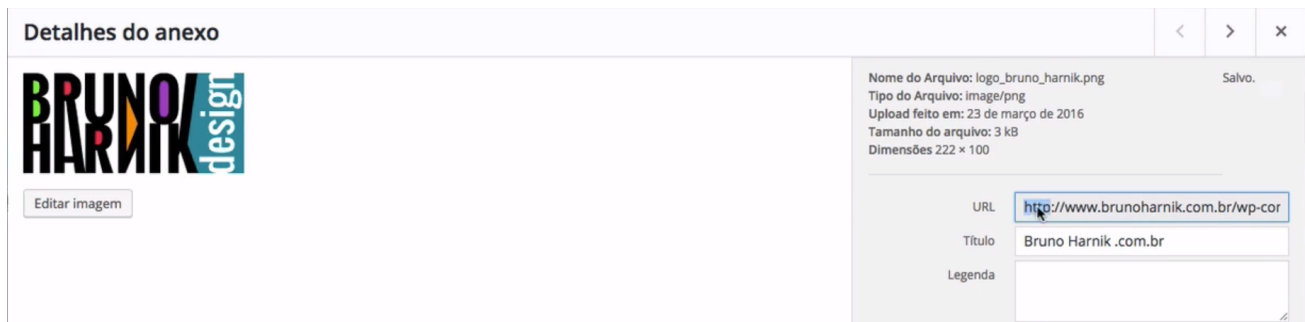 Detalhes do anexo
BRUNO
HARNIK
design
Editar imagem
Nome do Arquivo: logo_bruno_harnik.png
Tipo do Arquivo: image/png
Upload feito em: 23 de março de 2016
Tamanho do arquivo: 3 kB
Dimensões 222 × 100
Salvo.
URL http://www.brunoharnik.com.br/wp-cor
Título Bruno Harnik .com.br
Legenda